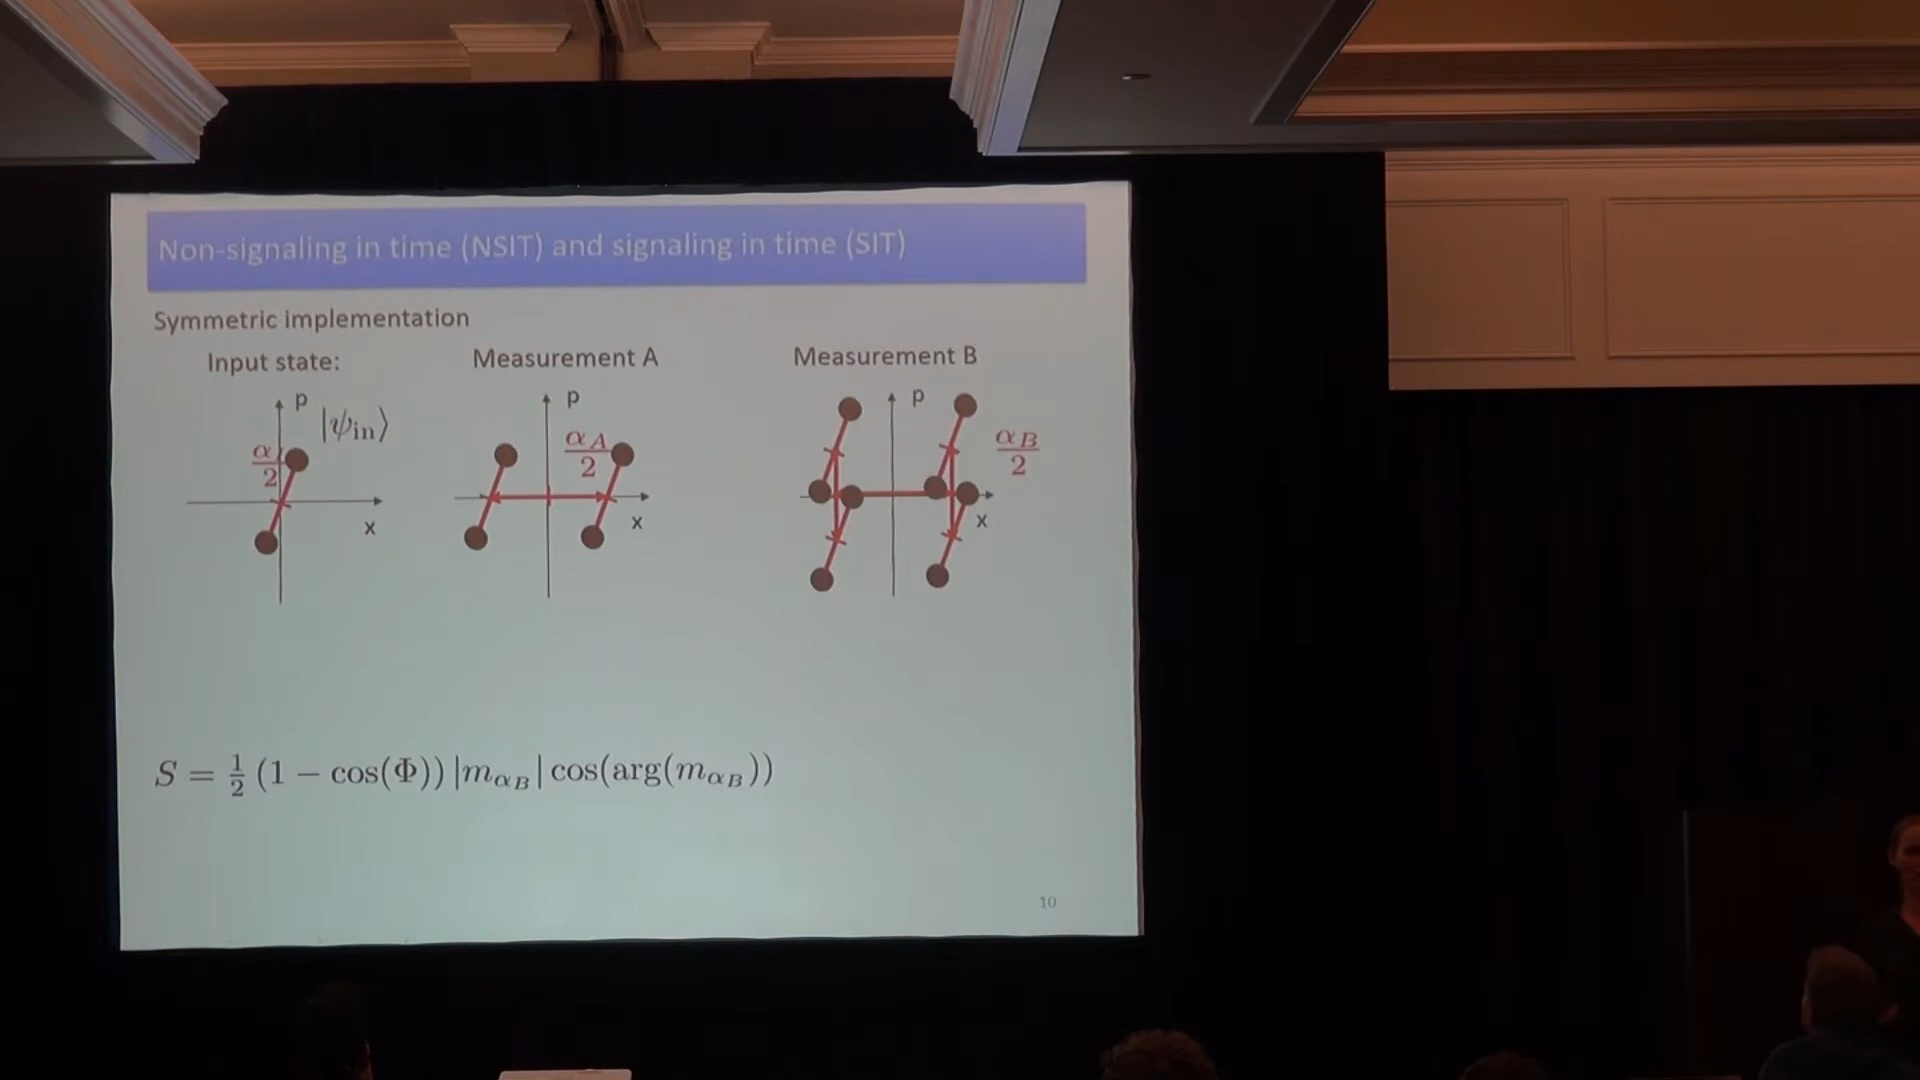 Non-signaling in time (NSIT) and signaling in time (SIT)
Symmetric implementation
Input state:
Measurement A
Measurement B
p
|ψin⟩
α/2
x
p
αA/2
x
p
αB/2
x
S = 1/2 (1 − cos(Φ)) |mαB| cos(arg(mαB))
10